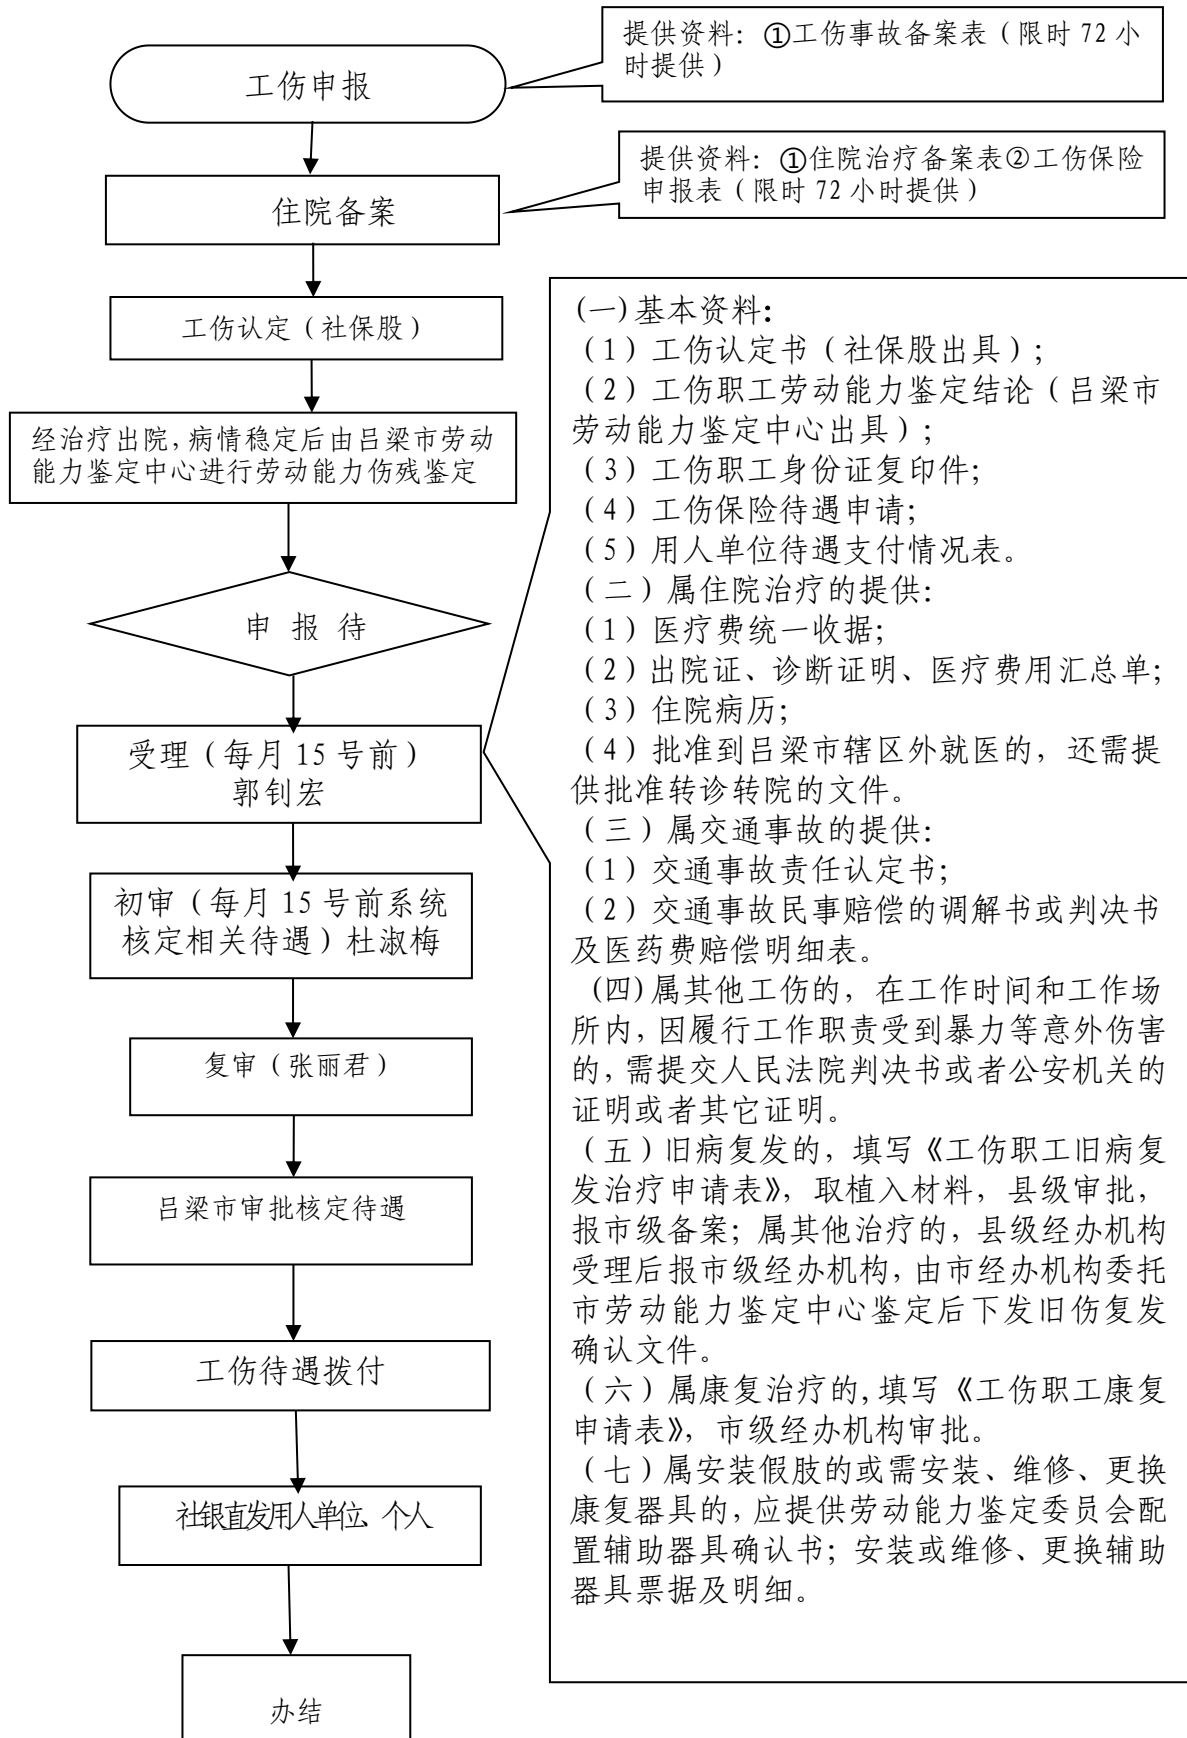 提供资料：①工伤事故备案表（限时 72 小
时提供）
工伤申报
提供资料：①住院治疗备案表②工伤保险
申报表（限时 72 小时提供）
住院备案
工伤认定（社保股）
经治疗出院，病情稳定后由吕梁市劳动
能力鉴定中心进行劳动能力伤残鉴定
申 报 待
受理（每月 15 号前）
郭钊宏
初审（每月 15 号前系统
核定相关待遇）杜淑梅
复审（张丽君）
吕梁市审批核定待遇
工伤待遇拨付
社银直发用人单位、个人
办结
(一)基本资料：
（1）工伤认定书（社保股出具）；
（2）工伤职工劳动能力鉴定结论（吕梁市
劳动能力鉴定中心出具）；
（3）工伤职工身份证复印件；
（4）工伤保险待遇申请；
（5）用人单位待遇支付情况表。
（二）属住院治疗的提供：
（1）医疗费统一收据；
（2）出院证、诊断证明、医疗费用汇总单；
（3）住院病历；
（4）批准到吕梁市辖区外就医的，还需提
供批准转诊转院的文件。
（三）属交通事故的提供：
（1）交通事故责任认定书；
（2）交通事故民事赔偿的调解书或判决书
及医药费赔偿明细表。
(四)属其他工伤的，在工作时间和工作场
所内，因履行工作职责受到暴力等意外伤害
的，需提交人民法院判决书或者公安机关的
证明或者其它证明。
（五）旧病复发的，填写《工伤职工旧病复
发治疗申请表》，取植入材料，县级审批，
报市级备案；属其他治疗的，县级经办机构
受理后报市级经办机构，由市经办机构委托
市劳动能力鉴定中心鉴定后下发旧伤复发
确认文件。
（六）属康复治疗的,填写《工伤职工康复
申请表》，市级经办机构审批。
（七）属安装假肢的或需安装、维修、更换
康复器具的，应提供劳动能力鉴定委员会配
置辅助器具确认书；安装或维修、更换辅助
器具票据及明细。